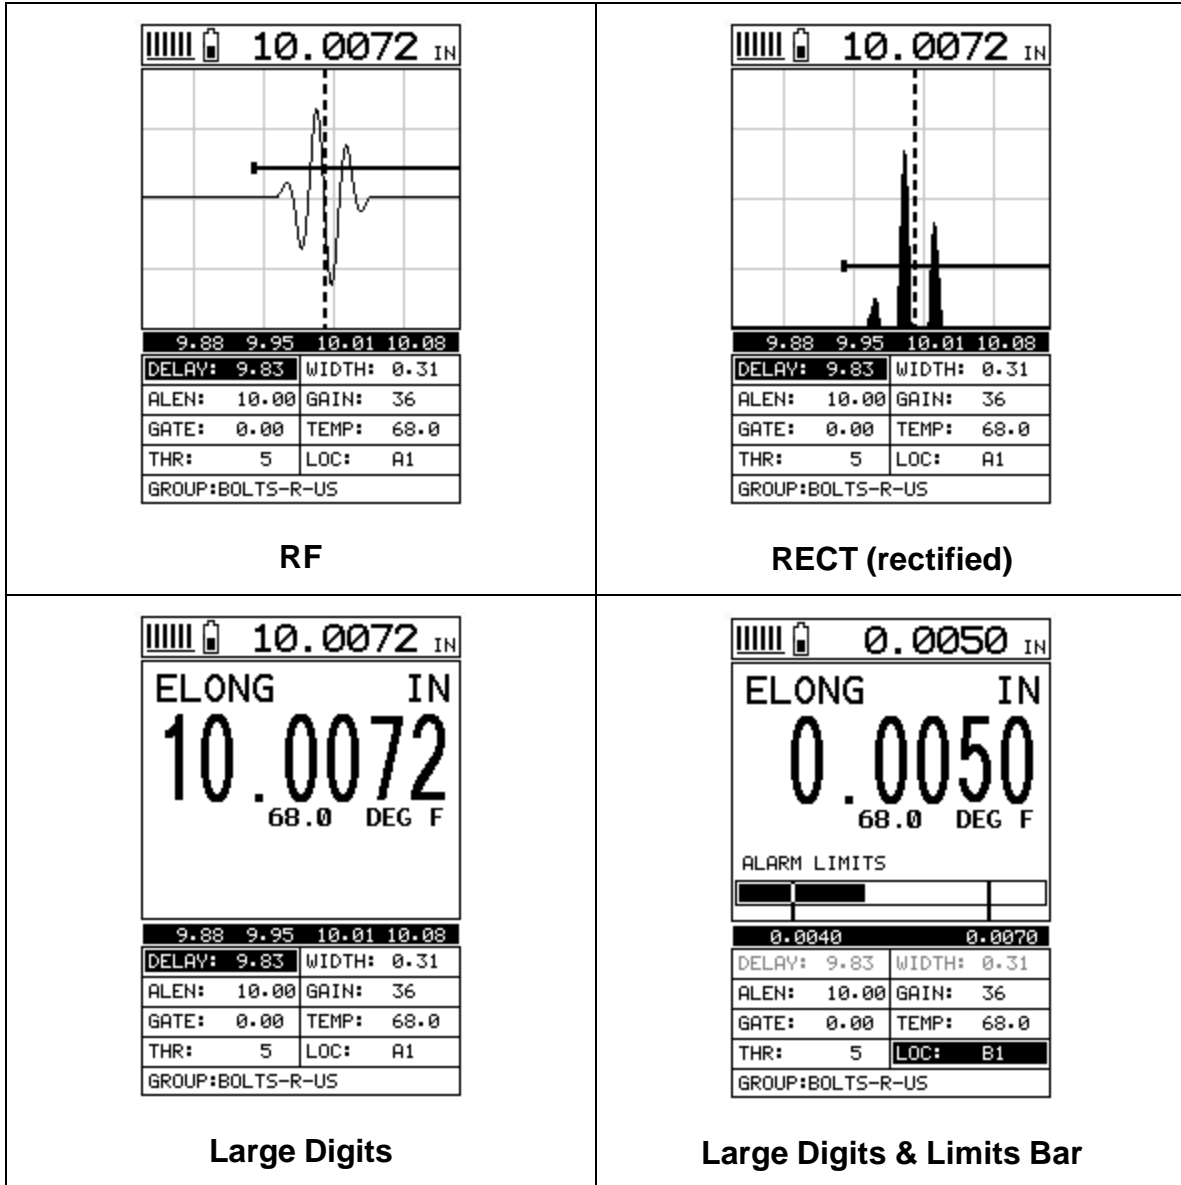 10.0072 IN
9.88 9.95 10.01 10.08
DELAY: 9.83 WIDTH: 0.31
ALEN: 10.00 GAIN: 36
GATE: 0.00 TEMP: 68.0
THR: 5 LOC: A1
GROUP:BOLTS-R-US
RF
10.0072 IN
9.88 9.95 10.01 10.08
DELAY: 9.83 WIDTH: 0.31
ALEN: 10.00 GAIN: 36
GATE: 0.00 TEMP: 68.0
THR: 5 LOC: A1
GROUP:BOLTS-R-US
RECT (rectified)
10.0072 IN
ELONG IN
10.0072
68.0 DEG F
9.88 9.95 10.01 10.08
DELAY: 9.83 WIDTH: 0.31
ALEN: 10.00 GAIN: 36
GATE: 0.00 TEMP: 68.0
THR: 5 LOC: A1
GROUP:BOLTS-R-US
Large Digits
0.0050 IN
ELONG IN
0.0050
68.0 DEG F
ALARM LIMITS
0.0040 0.0070
DELAY: 9.83 WIDTH: 0.31
ALEN: 10.00 GAIN: 36
GATE: 0.00 TEMP: 68.0
THR: 5 LOC: B1
GROUP:BOLTS-R-US
Large Digits & Limits Bar